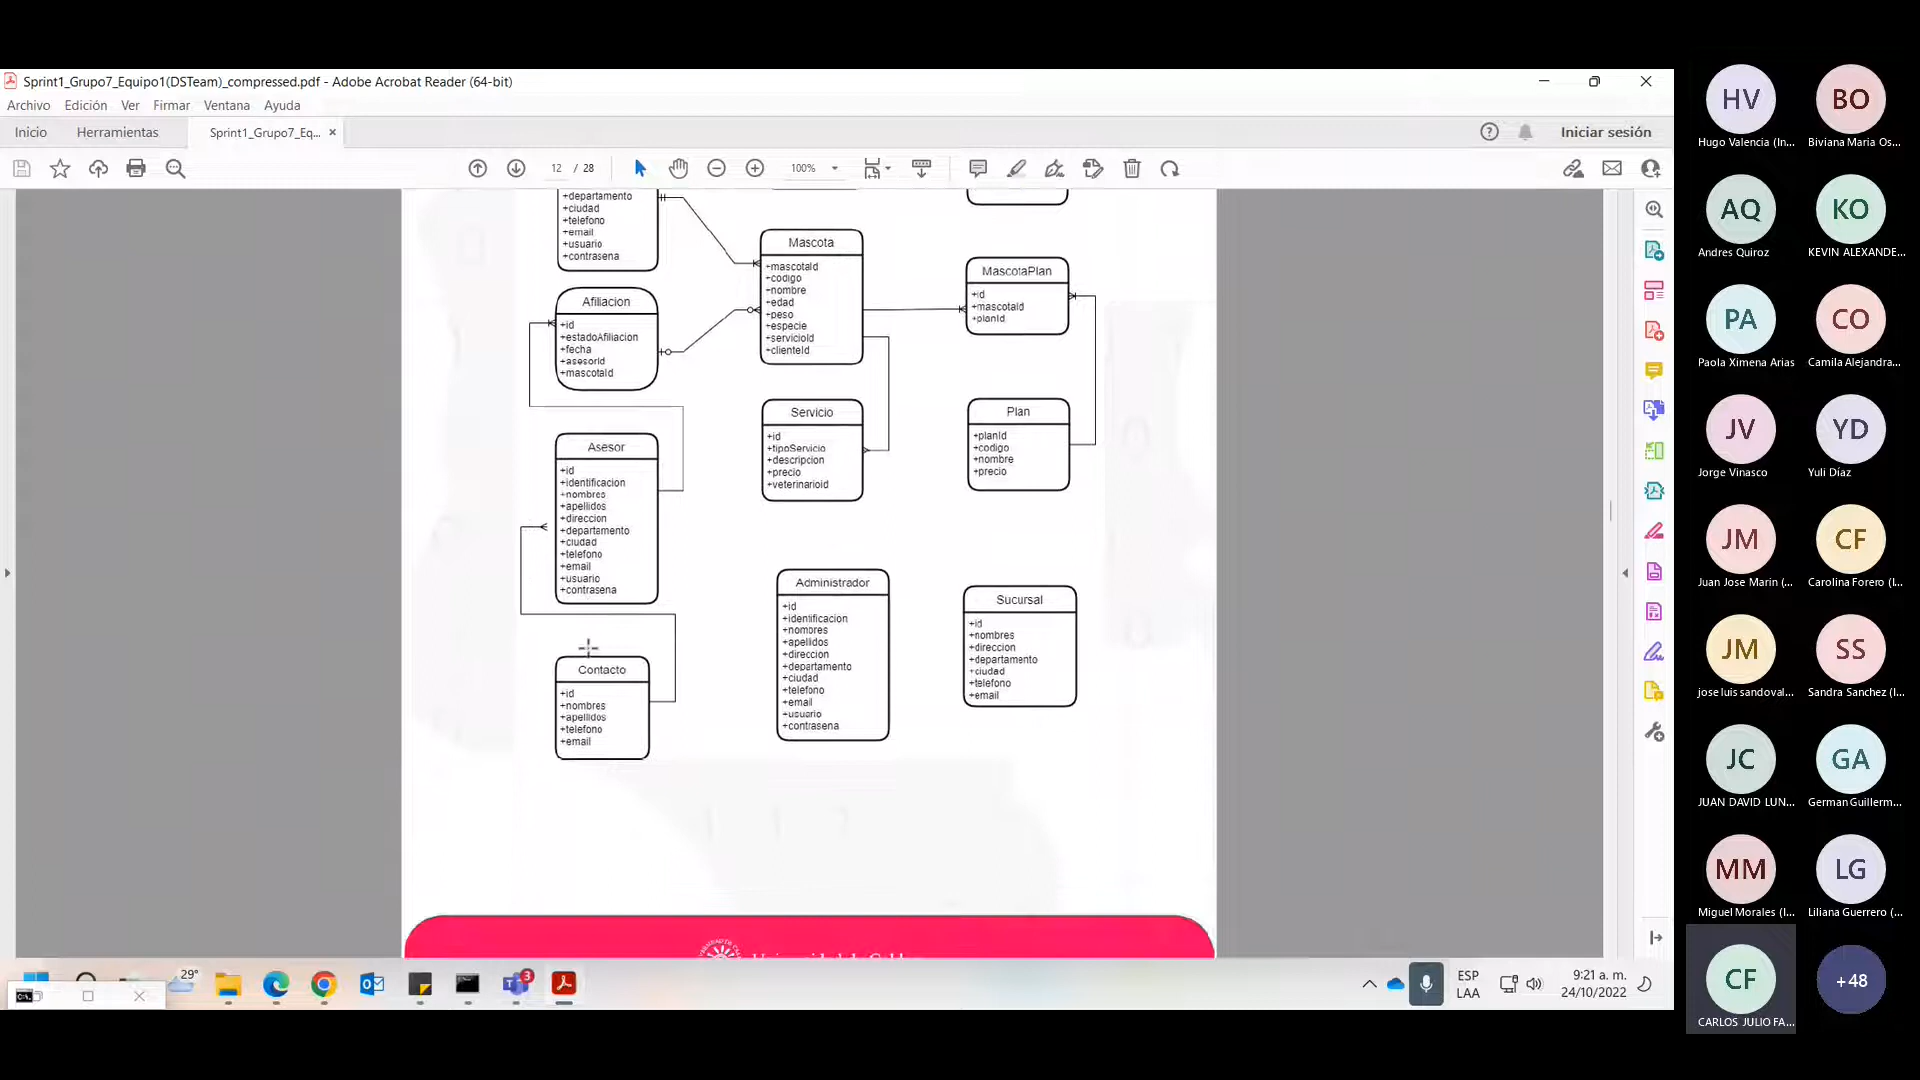 Sprint1_Grupo7_Equipo1(DSTeam)_compressed.pdf - Adobe Acrobat Reader (64-bit)
Archivo Edición Ver Firmar Ventana Ayuda
Inicio Herramientas Sprint1_Grupo7_Eq... × Iniciar sesión
12 / 28 100%
+departamento
+ciudad
+telefono
+email
+usuario
+contrasena
Mascota
+mascotaId
+codigo
+nombre
+edad
+peso
+especie
+servicioId
+clienteId
MascotaPlan
+id
+mascotaId
+planId
Afiliacion
+id
+estadoAfiliacion
+fecha
+asesorId
+mascotaId
Servicio
+id
+tipoServicio
+descripcion
+precio
+veterinarioid
Plan
+planId
+codigo
+nombre
+precio
Asesor
+id
+identificacion
+nombres
+apellidos
+direccion
+departamento
+ciudad
+telefono
+email
+usuario
+contrasena
Administrador
+id
+identificacion
+nombres
+apellidos
+direccion
+departamento
+ciudad
+telefono
+email
+usuario
+contrasena
Sucursal
+id
+nombres
+direccion
+departamento
+ciudad
+telefono
+email
Contacto
+id
+nombres
+apellidos
+telefono
+email
29°
3
ESP
LAA
9:21 a. m.
24/10/2022
HV BO
Hugo Valencia (In... Biviana Maria Os...
AQ KO
Andres Quiroz KEVIN ALEXANDE...
PA CO
Paola Ximena Arias Camila Alejandra...
JV YD
Jorge Vinasco Yuli Díaz
JM CF
Juan Jose Marin (... Carolina Forero (I...
JM SS
jose luis sandoval... Sandra Sanchez (I...
JC GA
JUAN DAVID LUN... German Guillerm...
MM LG
Miguel Morales (I... Liliana Guerrero (...
CF +48
CARLOS JULIO FA...